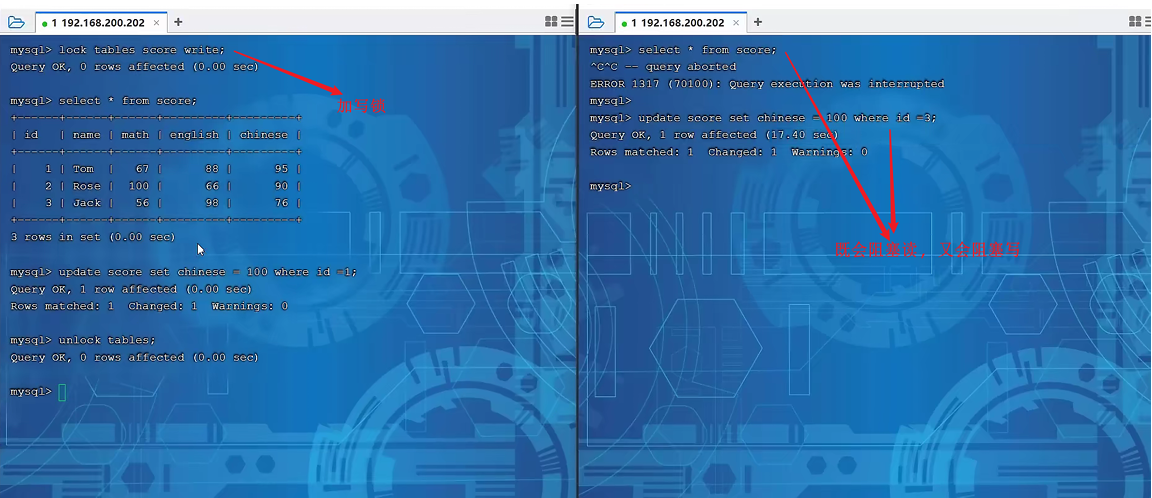 1 192.168.200.202
mysql> lock tables score write;
Query OK, 0 rows affected (0.00 sec)
加写锁
mysql> select * from score;
+------+------+------+---------+---------+
| id | name | math | english | chinese |
+------+------+------+---------+---------+
| 1 | Tom | 67 | 88 | 95 |
| 2 | Rose | 100 | 66 | 90 |
| 3 | Jack | 56 | 98 | 76 |
+------+------+------+---------+---------+
3 rows in set (0.00 sec)
mysql> update score set chinese = 100 where id =1;
Query OK, 1 row affected (0.00 sec)
Rows matched: 1 Changed: 1 Warnings: 0
mysql> unlock tables;
Query OK, 0 rows affected (0.00 sec)
mysql>
1 192.168.200.202
mysql> select * from score;
^C^C -- query aborted
ERROR 1317 (70100): Query execution was interrupted
mysql>
mysql> update score set chinese = 100 where id =3;
Query OK, 1 row affected (17.40 sec)
Rows matched: 1 Changed: 1 Warnings: 0
mysql>
既会阻塞读，又会阻塞写